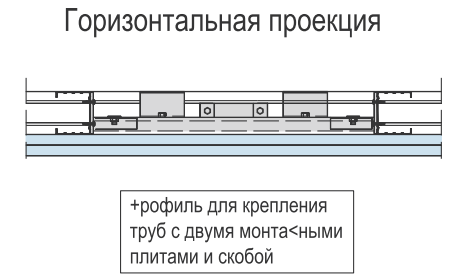 Горизонтальная проекция
+рофиль для крепления
труб с двумя монта<ными
плитами и скобой